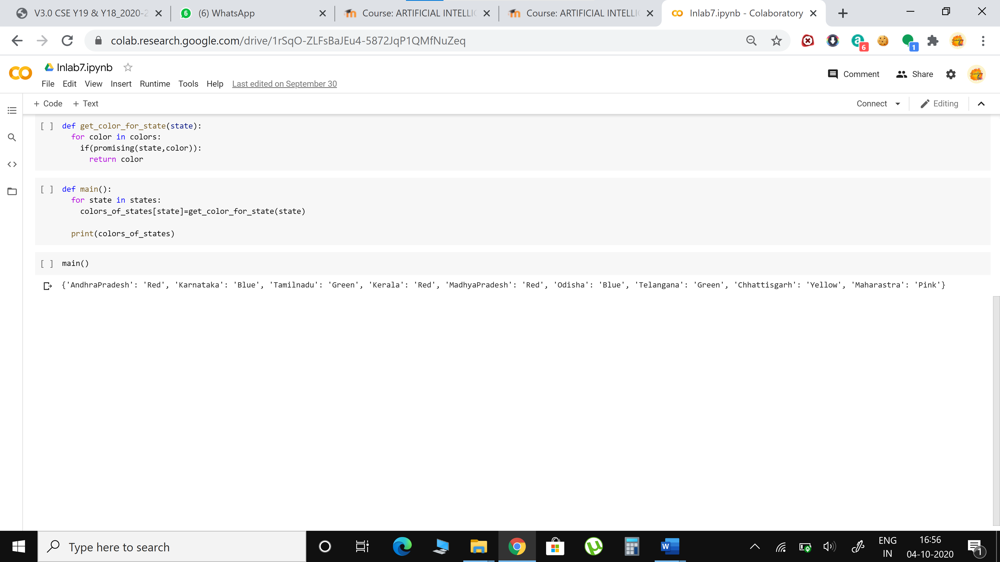 V3.0 CSE Y19 & Y18_2020-2
6 (6) WhatsApp
Course: ARTIFICIAL INTELLIC
Course: ARTIFICIAL INTELLIC
Inlab7.ipynb - Colaboratory
colab.research.google.com/drive/1rSqO-ZLFsBaJEu4-5872JqP1QMfNuZeq
a 6
1
Inlab7.ipynb
Comment
Share
File Edit View Insert Runtime Tools Help Last edited on September 30
+ Code + Text
Connect
Editing
[ ] def get_color_for_state(state):
for color in colors:
if(promising(state,color)):
return color
[ ] def main():
for state in states:
colors_of_states[state]=get_color_for_state(state)
print(colors_of_states)
[ ] main()
{'AndhraPradesh': 'Red', 'Karnataka': 'Blue', 'Tamilnadu': 'Green', 'Kerala': 'Red', 'MadhyaPradesh': 'Red', 'Odisha': 'Blue', 'Telangana': 'Green', 'Chhattisgarh': 'Yellow', 'Maharastra': 'Pink'}
Type here to search
W
ENG
IN
16:56
04-10-2020
1